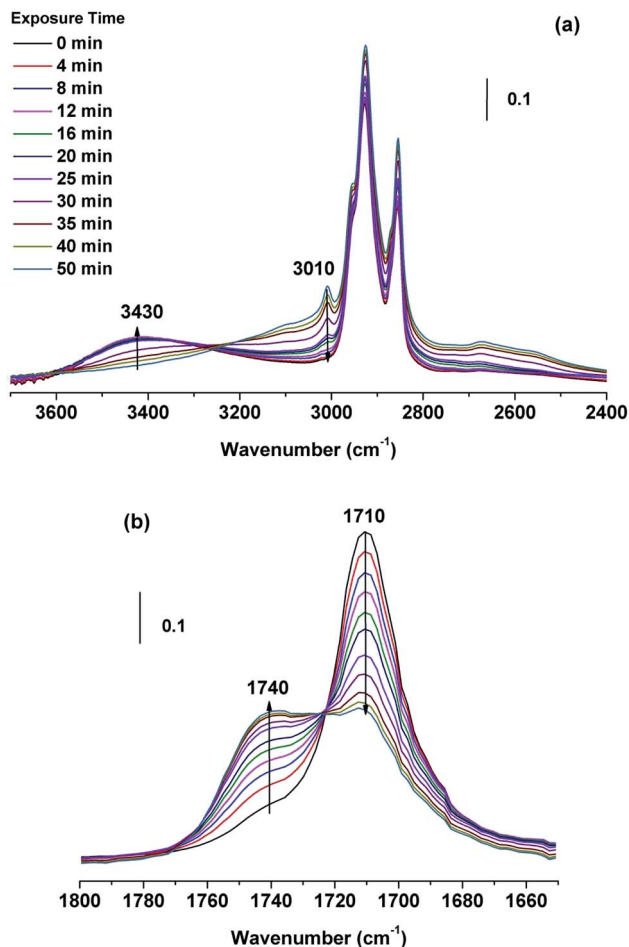 Exposure Time
0 min
4 min
8 min
12 min
16 min
20 min
25 min
30 min
35 min
40 min
50 min
(a)
0.1
3010
3430
3600 3400 3200 3000 2800 2600 2400
Wavenumber (cm⁻¹)
(b)
1710
0.1
1740
1800 1780 1760 1740 1720 1700 1680 1660
Wavenumber (cm⁻¹)